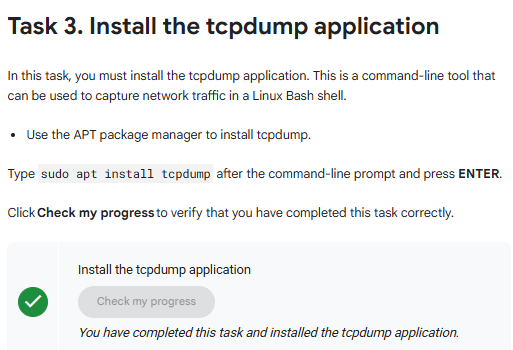 Task 3. Install the tcpdump application
In this task, you must install the tcpdump application. This is a command-line tool that
can be used to capture network traffic in a Linux Bash shell.
• Use the APT package manager to install tcpdump.
Type sudo apt install tcpdump after the command-line prompt and press ENTER.
Click Check my progress to verify that you have completed this task correctly.
Install the tcpdump application
Check my progress
You have completed this task and installed the tcpdump application.